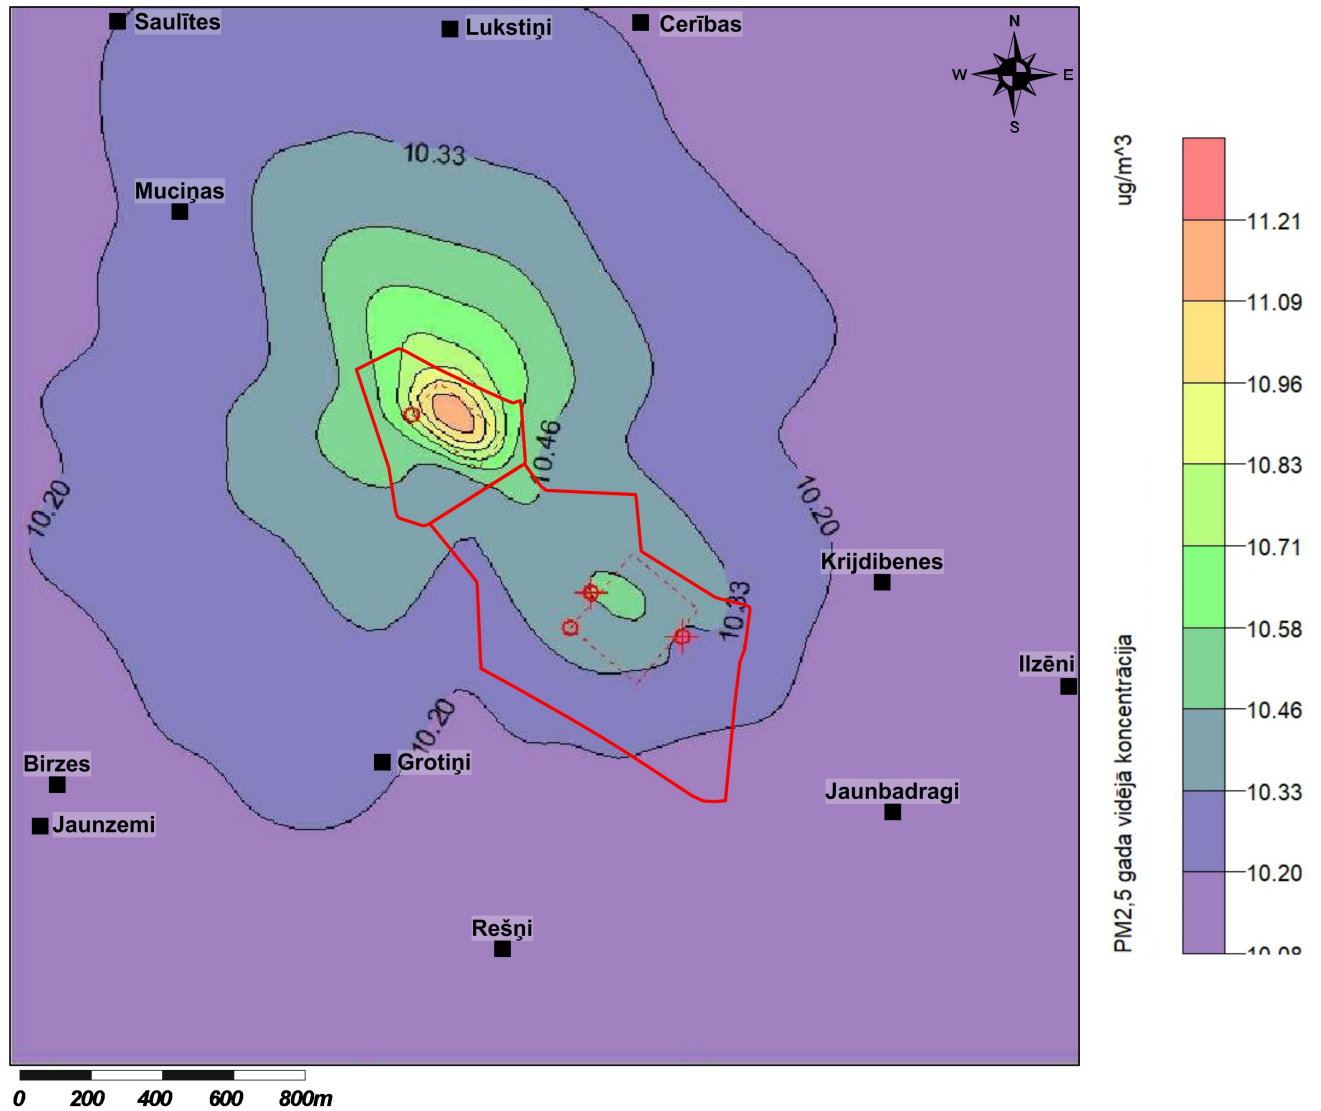 Saulītes
Lukstiņi
Cerības
N
W E
S
10.33
Muciņas
10.46
10.20
10.20
Krijdibenes
10.33
Ilzēni
10.20
Grotiņi
Birzes
Jaunbadragi
Jaunzemi
Rešņi
0 200 400 600 800m
ug/m^3
PM2,5 gada vidējā koncentrācija
11.21
11.09
10.96
10.83
10.71
10.58
10.46
10.33
10.20
10.08